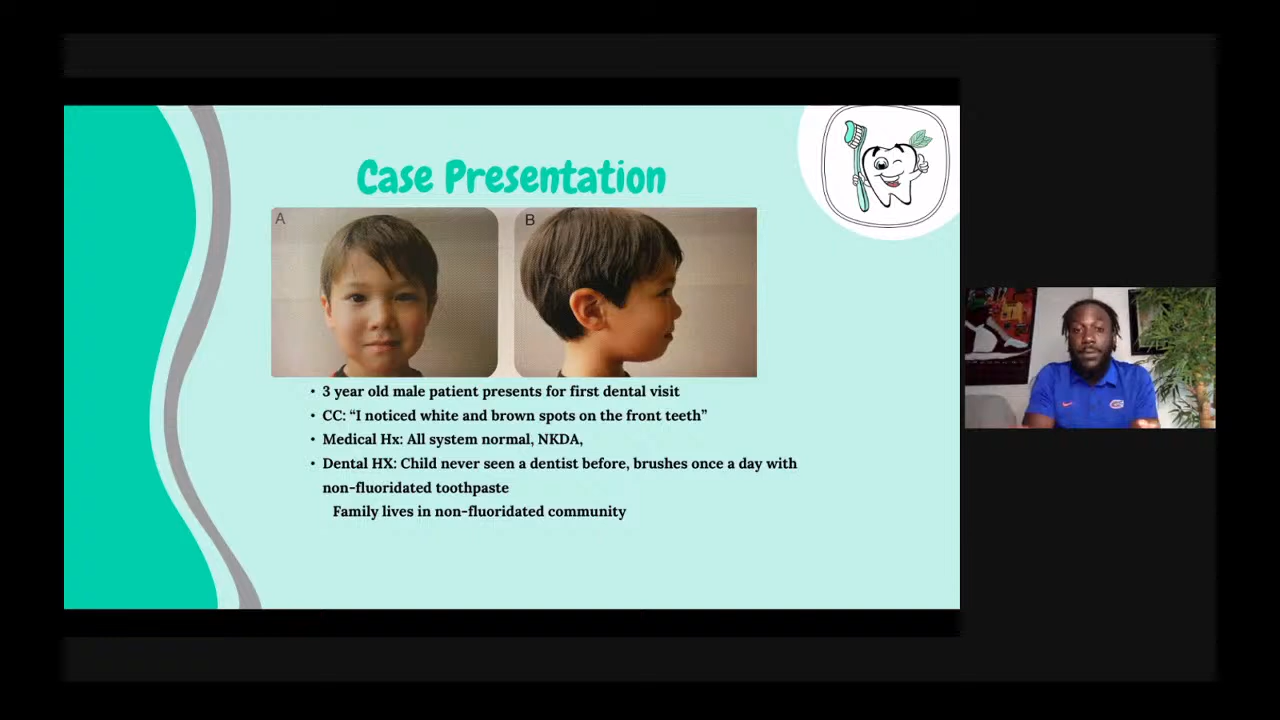 Case Presentation
A
B
• 3 year old male patient presents for first dental visit
• CC: “I noticed white and brown spots on the front teeth”
• Medical Hx: All system normal, NKDA,
• Dental HX: Child never seen a dentist before, brushes once a day with
non-fluoridated toothpaste
Family lives in non-fluoridated community